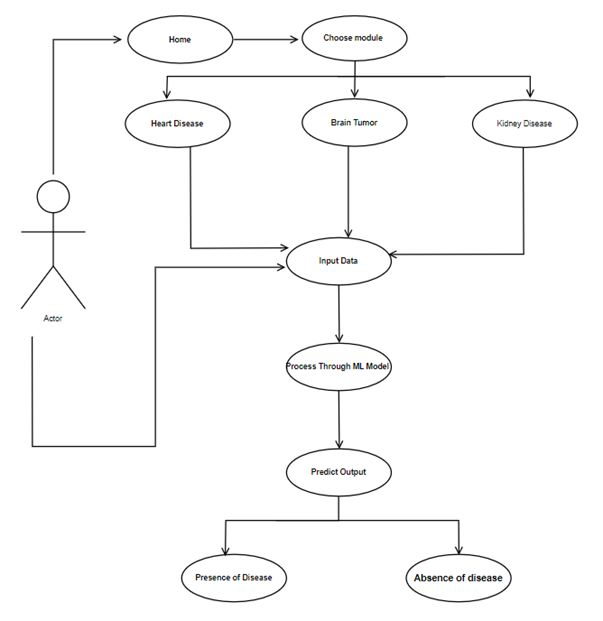 Home
Choose module
Heart Disease
Brain Tumor
Kidney Disease
Input Data
Actor
Process Through ML Model
Predict Output
Presence of Disease
Absence of disease